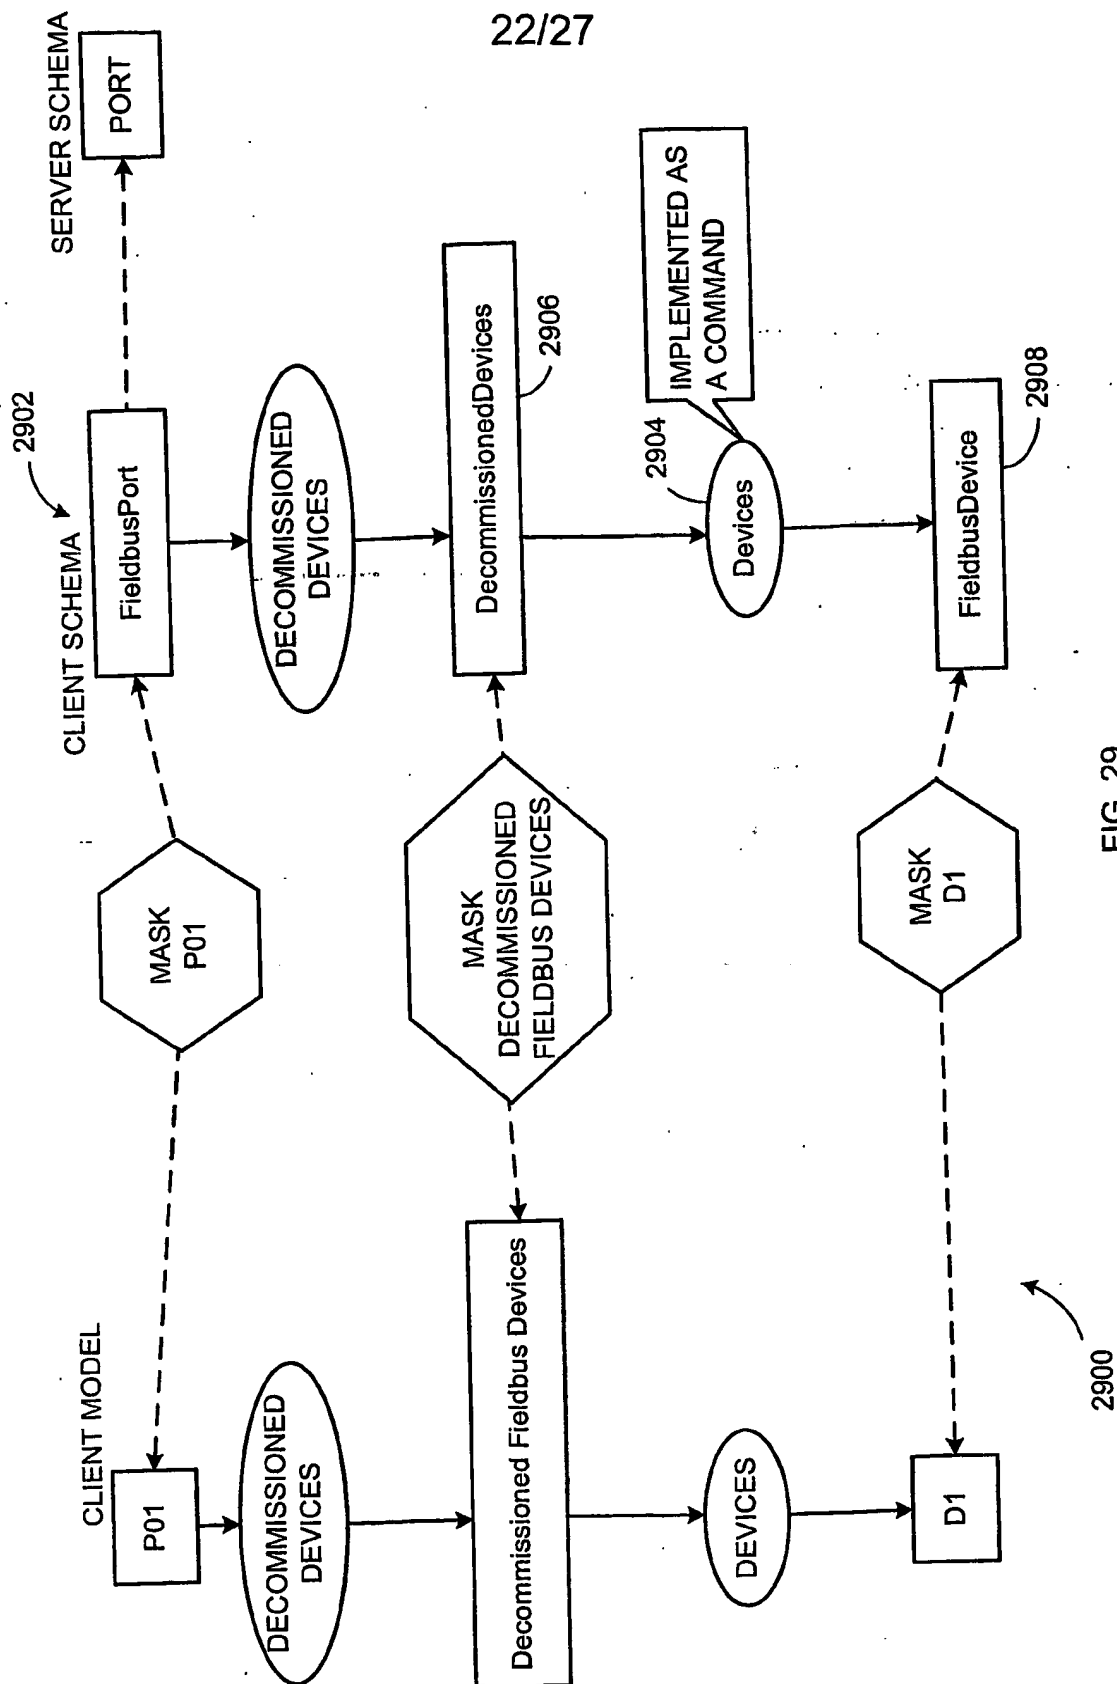 22/27
CLIENT MODEL
CLIENT SCHEMA
SERVER SCHEMA
2902
P01
MASK
P01
FieldbusPort
PORT
DECOMMISSIONED
DEVICES
DECOMMISSIONED
DEVICES
Decommissioned Fieldbus Devices
MASK
DECOMMISSIONED
FIELDBUS DEVICES
DecommissionedDevices
2906
DEVICES
2904
Devices
IMPLEMENTED AS
A COMMAND
D1
MASK
D1
FieldbusDevice
2908
2900
FIG. 29